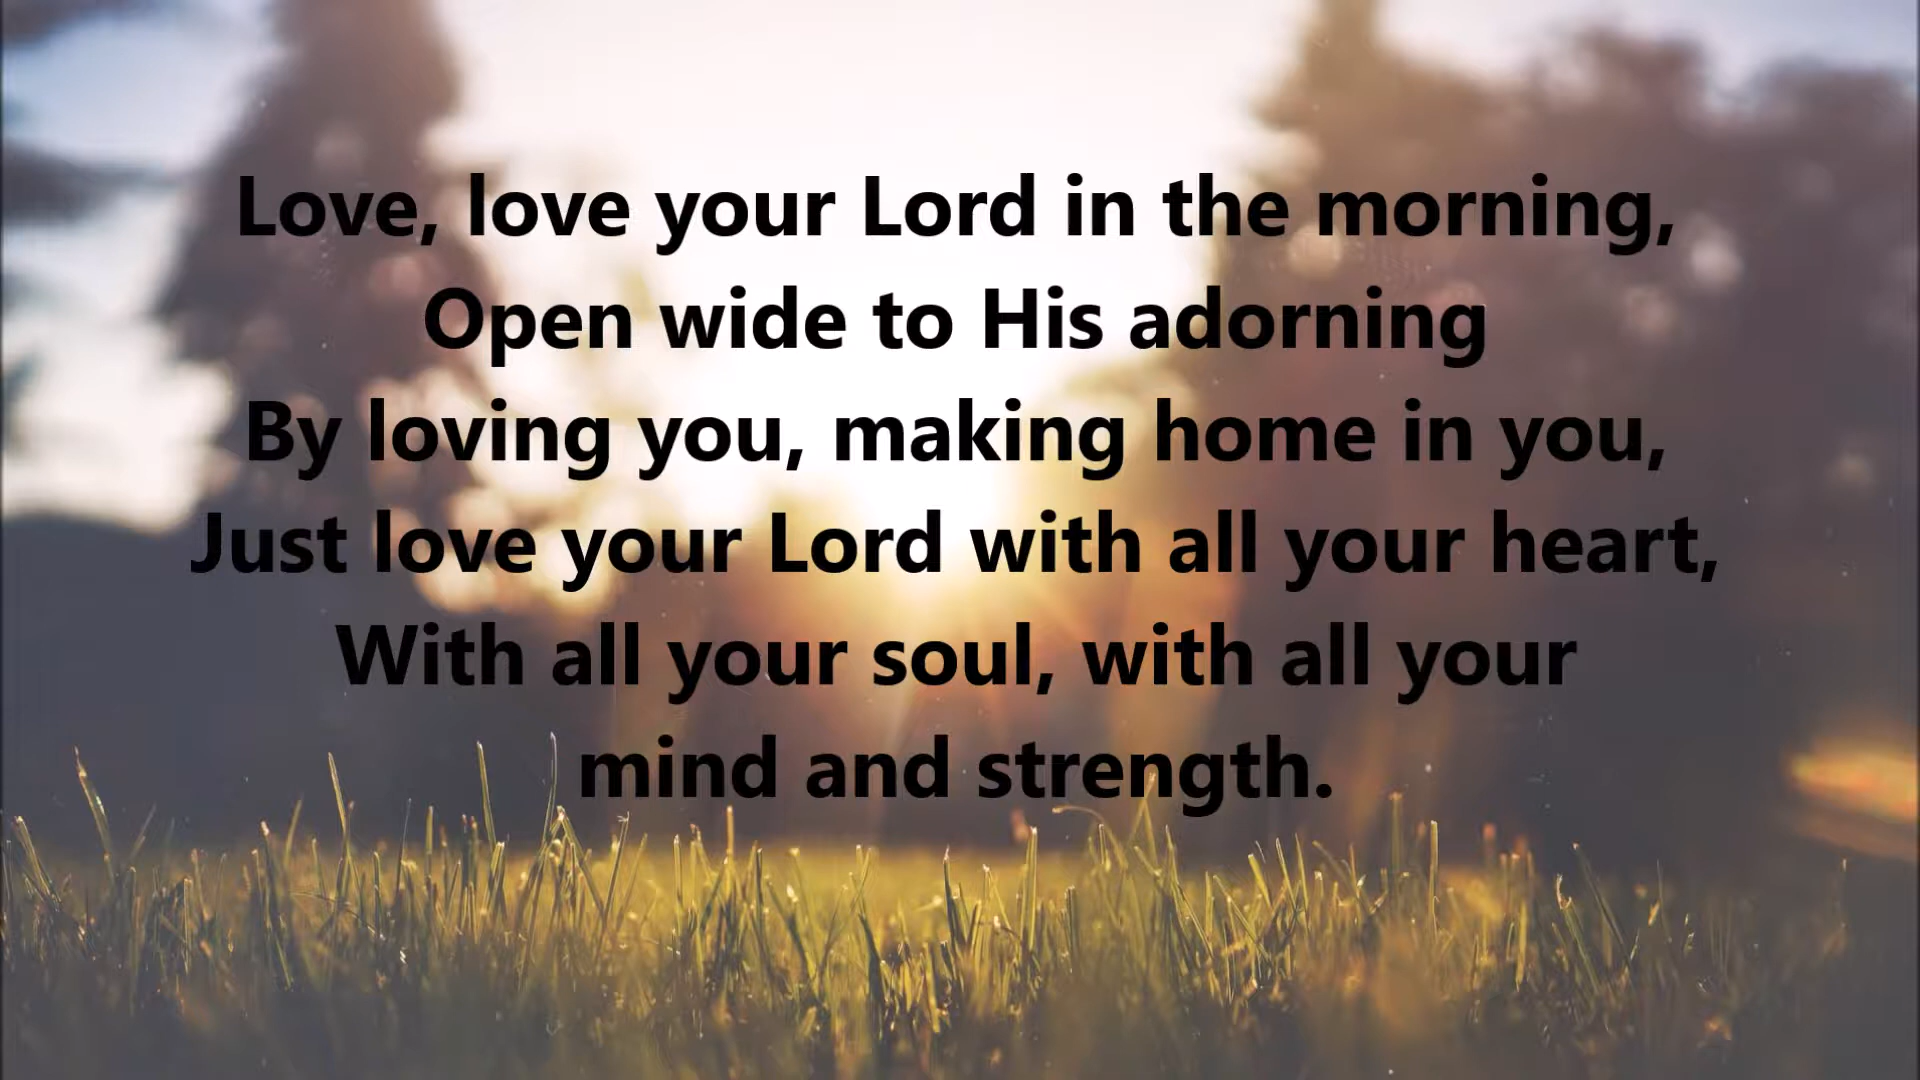 Love, love your Lord in the morning,
Open wide to His adorning
By loving you, making home in you,
Just love your Lord with all your heart,
With all your soul, with all your
mind and strength.